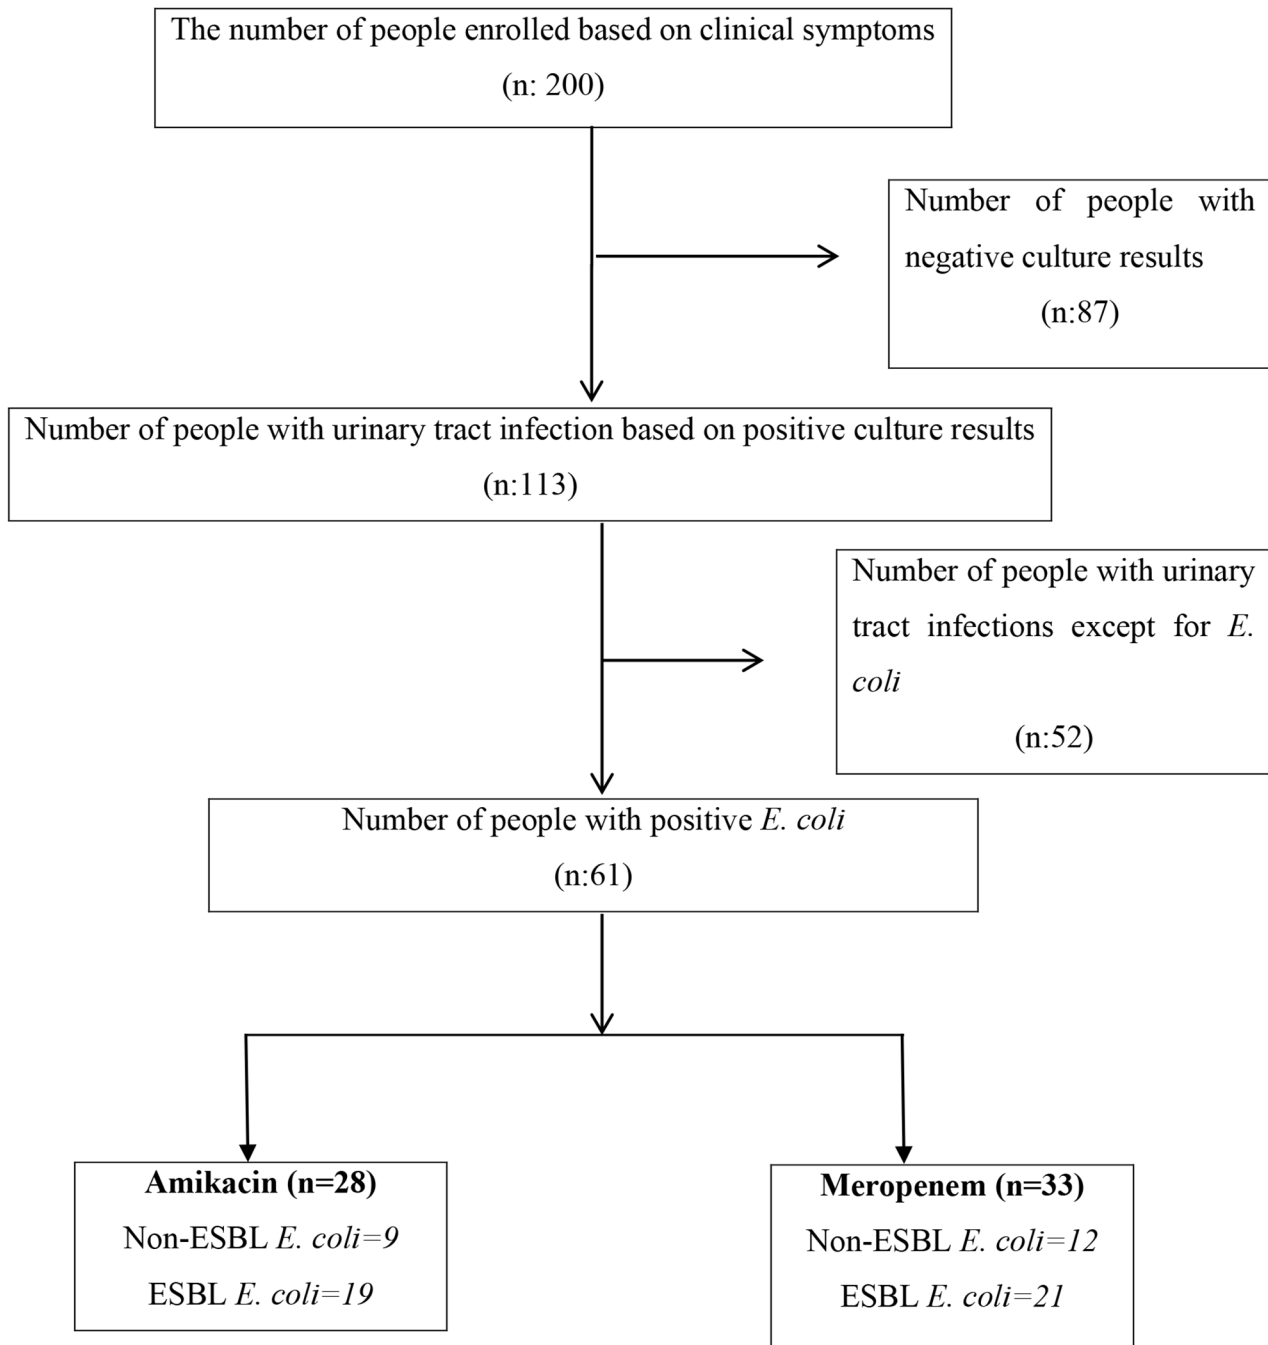 The number of people enrolled based on clinical symptoms
(n: 200)
Number of people with
negative culture results
(n:87)
Number of people with urinary tract infection based on positive culture results
(n:113)
Number of people with urinary
tract infections except for E.
coli
(n:52)
Number of people with positive E. coli
(n:61)
Amikacin (n=28)
Non-ESBL E. coli=9
ESBL E. coli=19
Meropenem (n=33)
Non-ESBL E. coli=12
ESBL E. coli=21